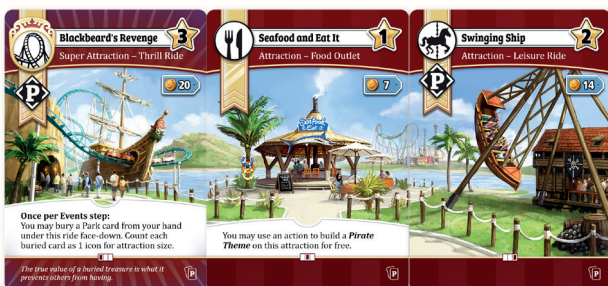 Blackbeard's Revenge
3
Super Attraction – Thrill Ride
P
20
Once per Events step:
You may bury a Park card from your hand
under this ride face-down. Count each
buried card as 1 icon for attraction size.
The true value of a buried treasure is what it
prevents others from having.
P
Seafood and Eat It
1
Attraction – Food Outlet
7
Seafood
& Eat it
You may use an action to build a Pirate
Theme on this attraction for free.
P
Swinging Ship
2
Attraction – Leisure Ride
P
14
P